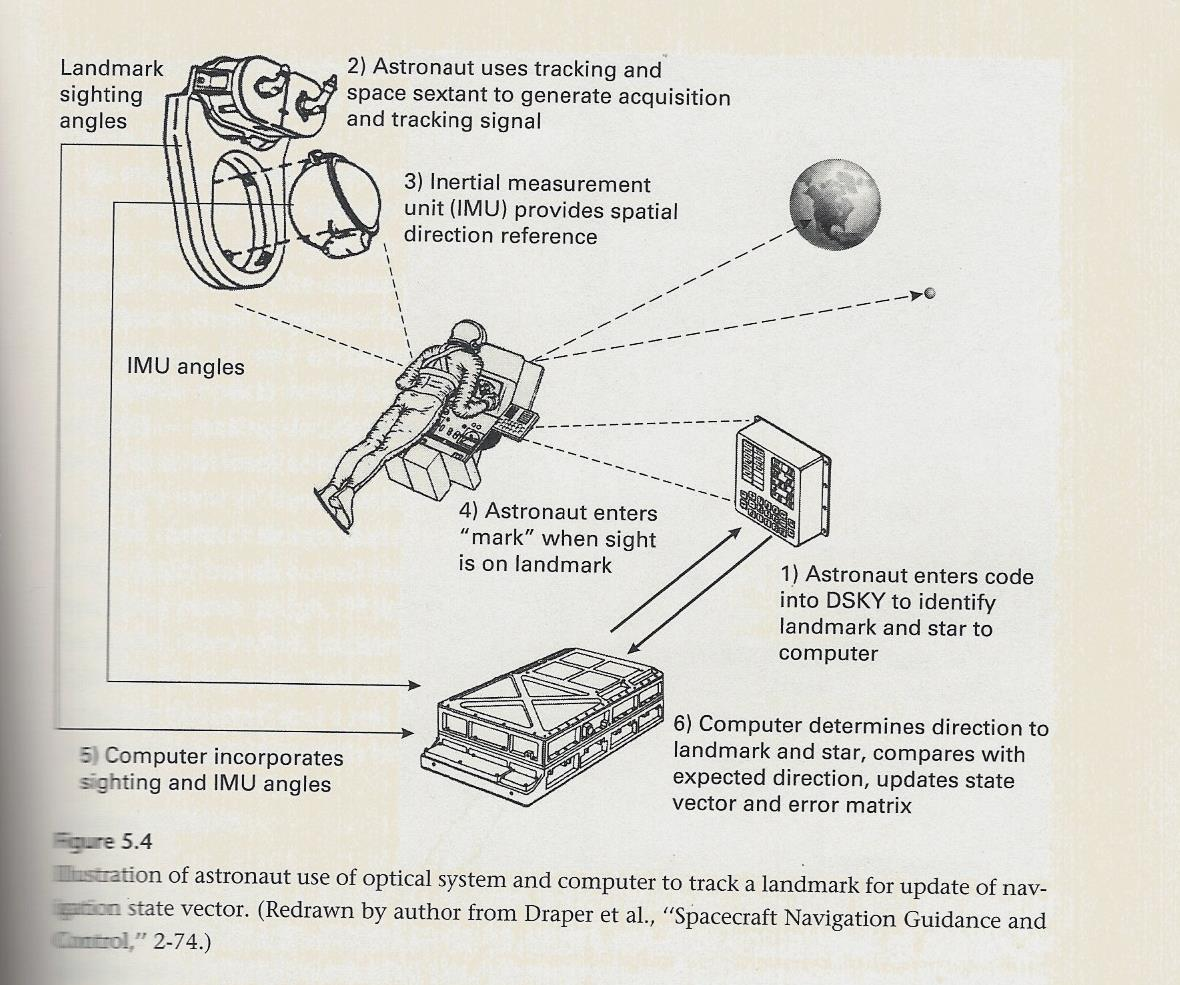 Landmark
sighting
angles
2) Astronaut uses tracking and
space sextant to generate acquisition
and tracking signal
3) Inertial measurement
unit (IMU) provides spatial
direction reference
IMU angles
4) Astronaut enters
“mark” when sight
is on landmark
1) Astronaut enters code
into DSKY to identify
landmark and star to
computer
5) Computer incorporates
sighting and IMU angles
6) Computer determines direction to
landmark and star, compares with
expected direction, updates state
vector and error matrix
Figure 5.4
Illustration of astronaut use of optical system and computer to track a landmark for update of nav-
igation state vector. (Redrawn by author from Draper et al., “Spacecraft Navigation Guidance and
Control,” 2-74.)